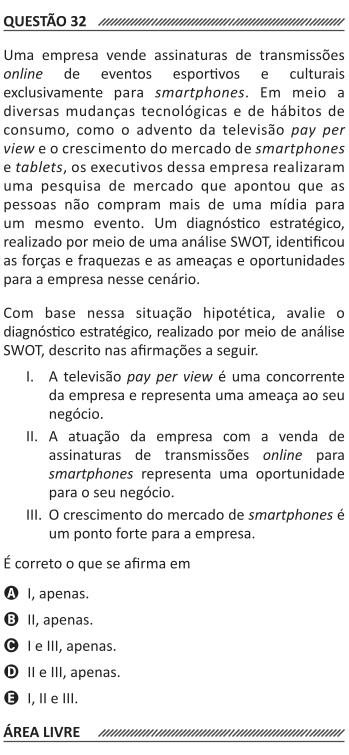 QUESTÃO 32
Uma empresa vende assinaturas de transmissões
online de eventos esportivos e culturais
exclusivamente para smartphones. Em meio a
diversas mudanças tecnológicas e de hábitos de
consumo, como o advento da televisão pay per
view e o crescimento do mercado de smartphones
e tablets, os executivos dessa empresa realizaram
uma pesquisa de mercado que apontou que as
pessoas não compram mais de uma mídia para
um mesmo evento. Um diagnóstico estratégico,
realizado por meio de uma análise SWOT, identificou
as forças e fraquezas e as ameaças e oportunidades
para a empresa nesse cenário.
Com base nessa situação hipotética, avalie o
diagnóstico estratégico, realizado por meio de análise
SWOT, descrito nas afirmações a seguir.
I. A televisão pay per view é uma concorrente
da empresa e representa uma ameaça ao seu
negócio.
II. A atuação da empresa com a venda de
assinaturas de transmissões online para
smartphones representa uma oportunidade
para o seu negócio.
III. O crescimento do mercado de smartphones é
um ponto forte para a empresa.
É correto o que se afirma em
A I, apenas.
B II, apenas.
C I e III, apenas.
D II e III, apenas.
E I, II e III.
ÁREA LIVRE